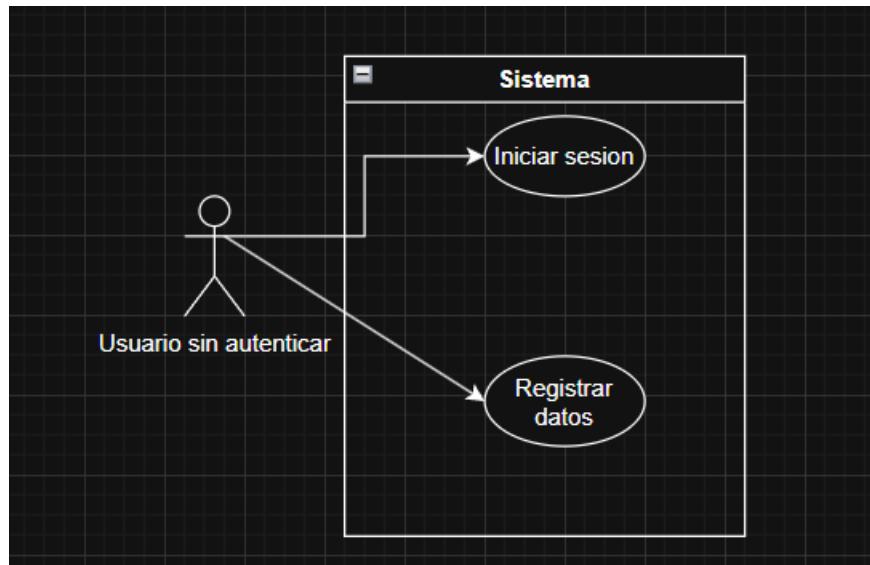 Sistema
Iniciar sesion
Usuario sin autenticar
Registrar
datos